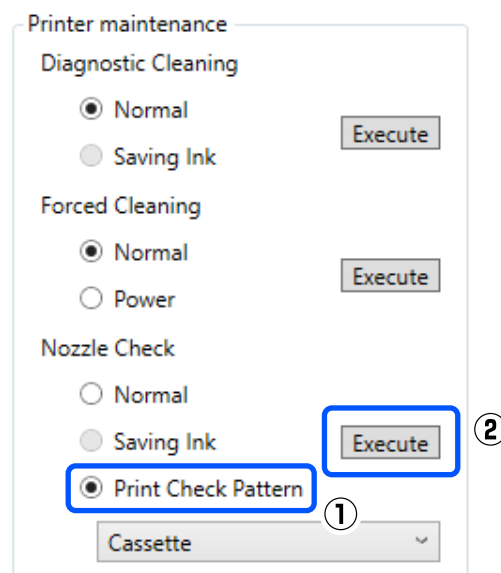 Printer maintenance
Diagnostic Cleaning
Normal
Saving Ink
Execute
Forced Cleaning
Normal
Power
Execute
Nozzle Check
Normal
Saving Ink
Execute
②
Print Check Pattern
①
Cassette